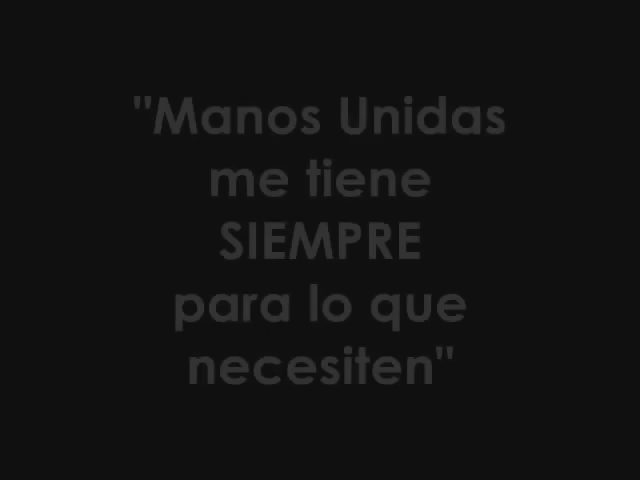 "Manos Unidas
me tiene
SIEMPRE
para lo que
necesiten"